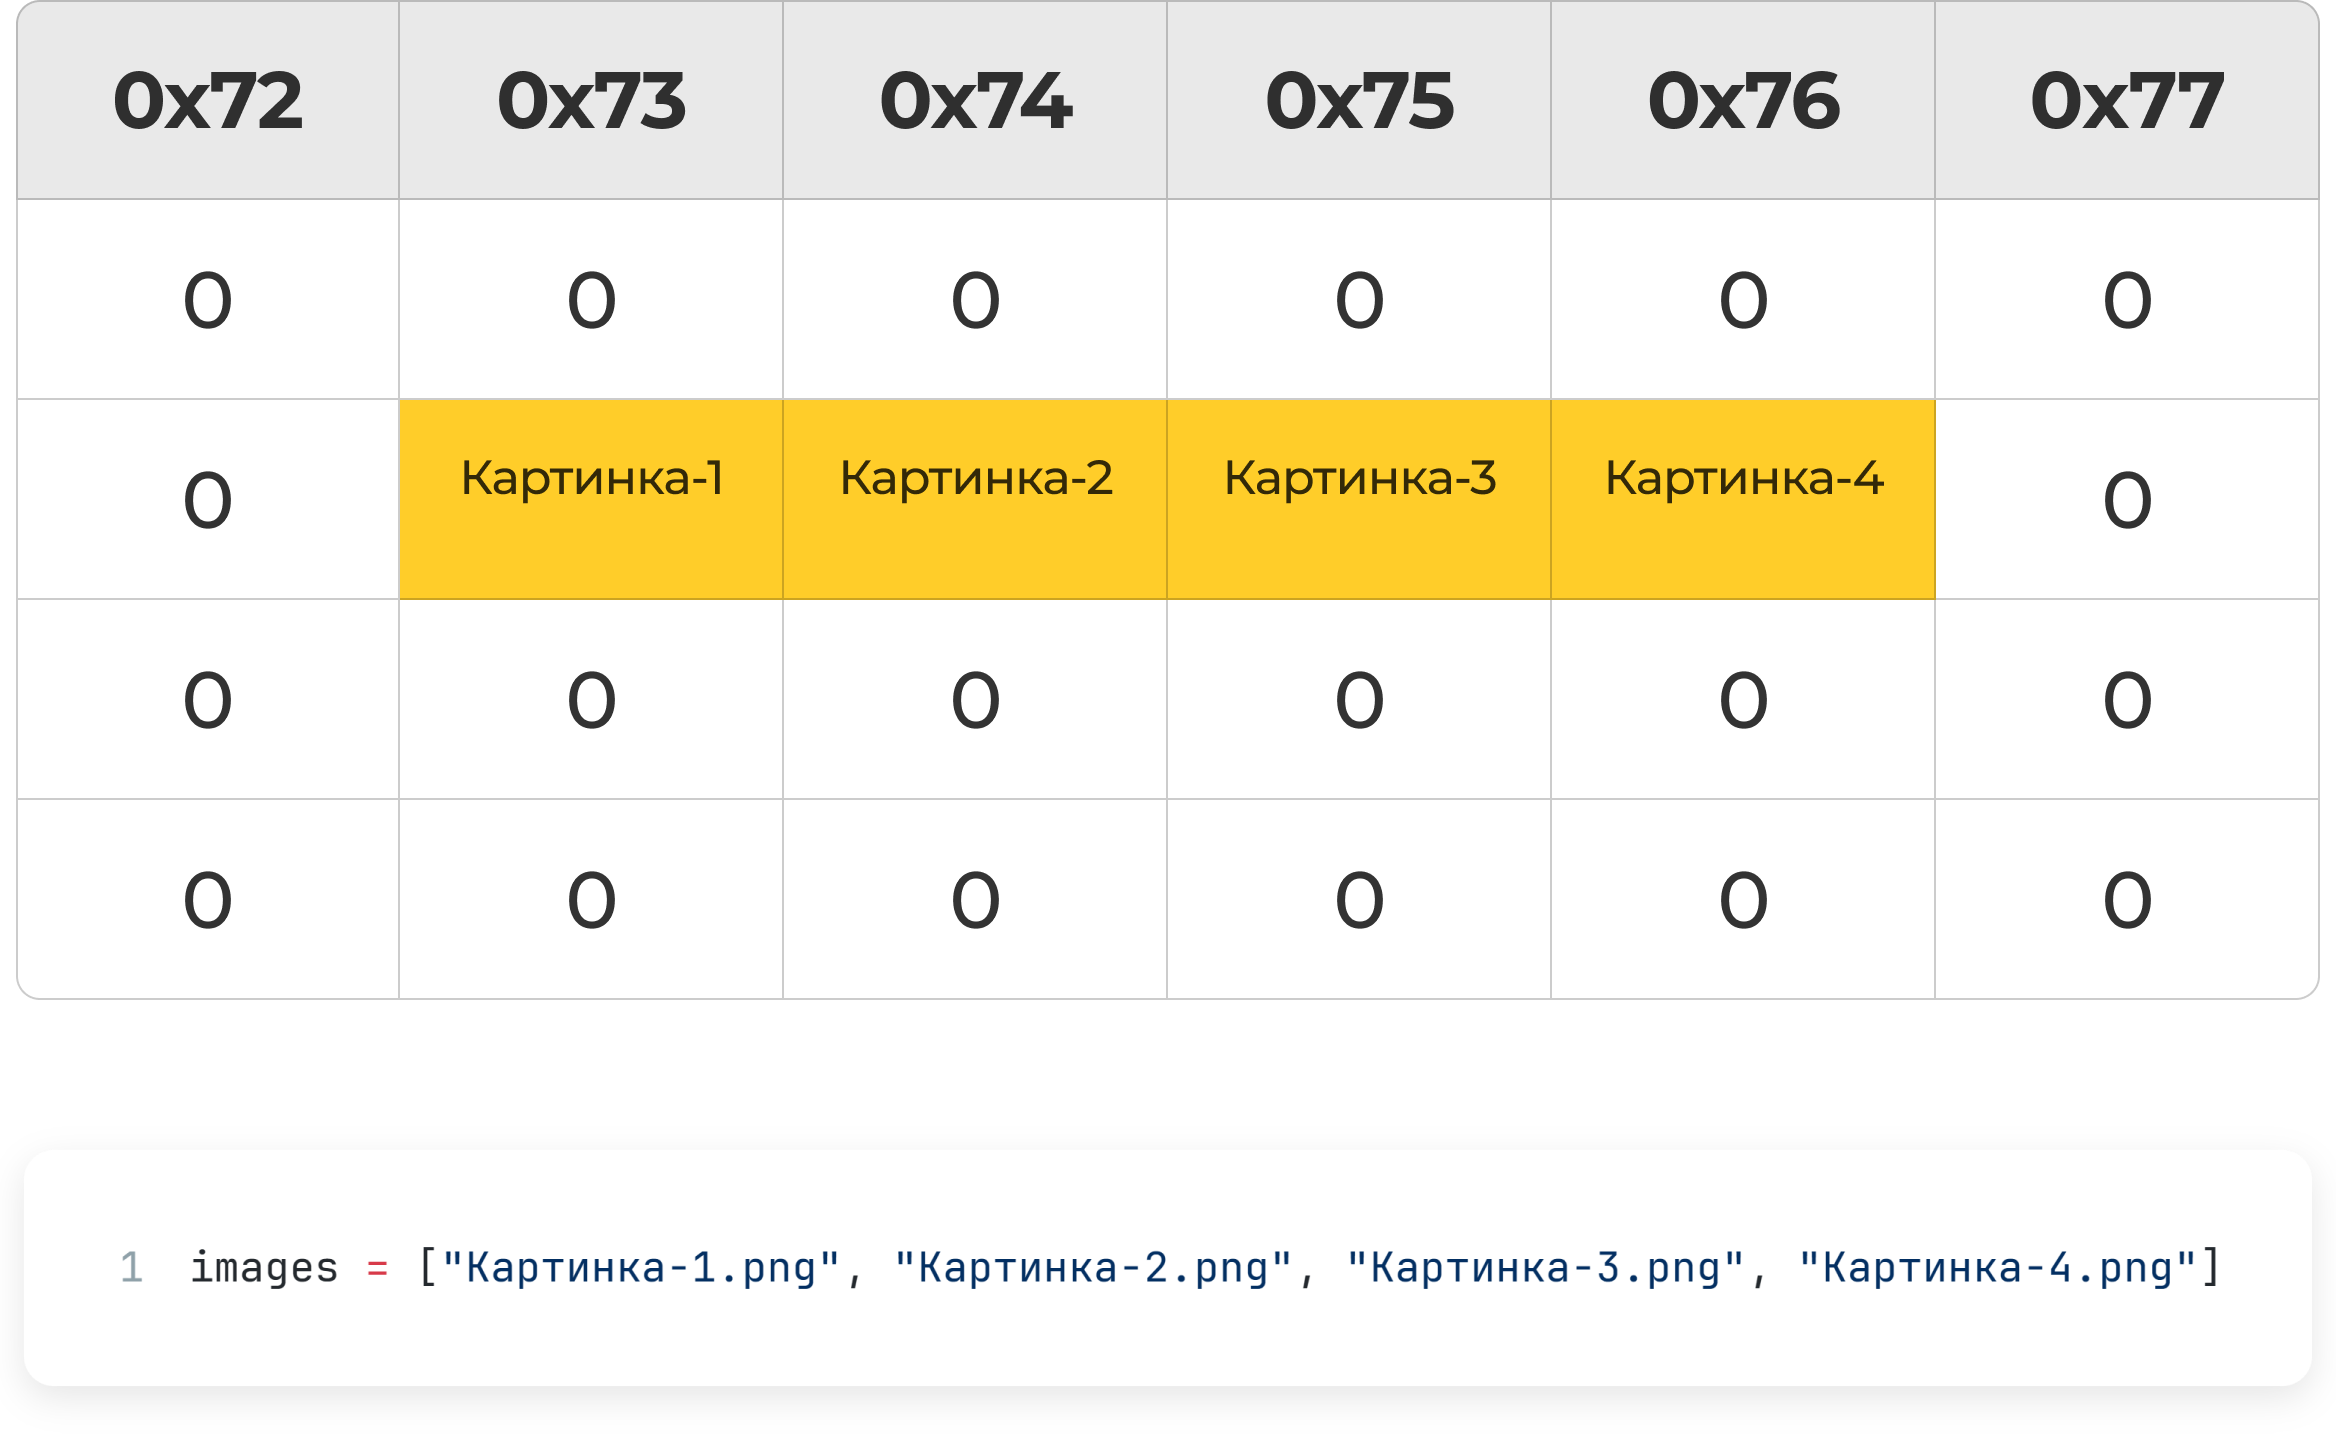 0x72 0x73 0x74 0x75 0x76 0x77
0 0 0 0 0 0
0 Картинка-1 Картинка-2 Картинка-3 Картинка-4 0
0 0 0 0 0 0
0 0 0 0 0 0
1 images = ["Картинка-1.png", "Картинка-2.png", "Картинка-3.png", "Картинка-4.png"]